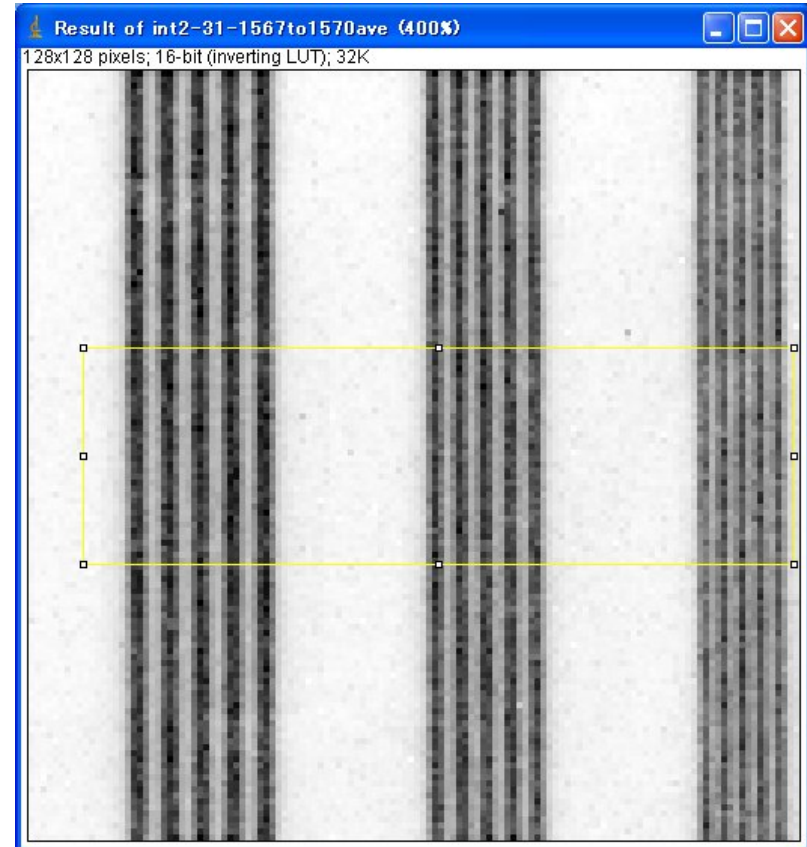 Result of int2-31-1567to1570ave (400%)
128x128 pixels; 16-bit (inverting LUT); 32K